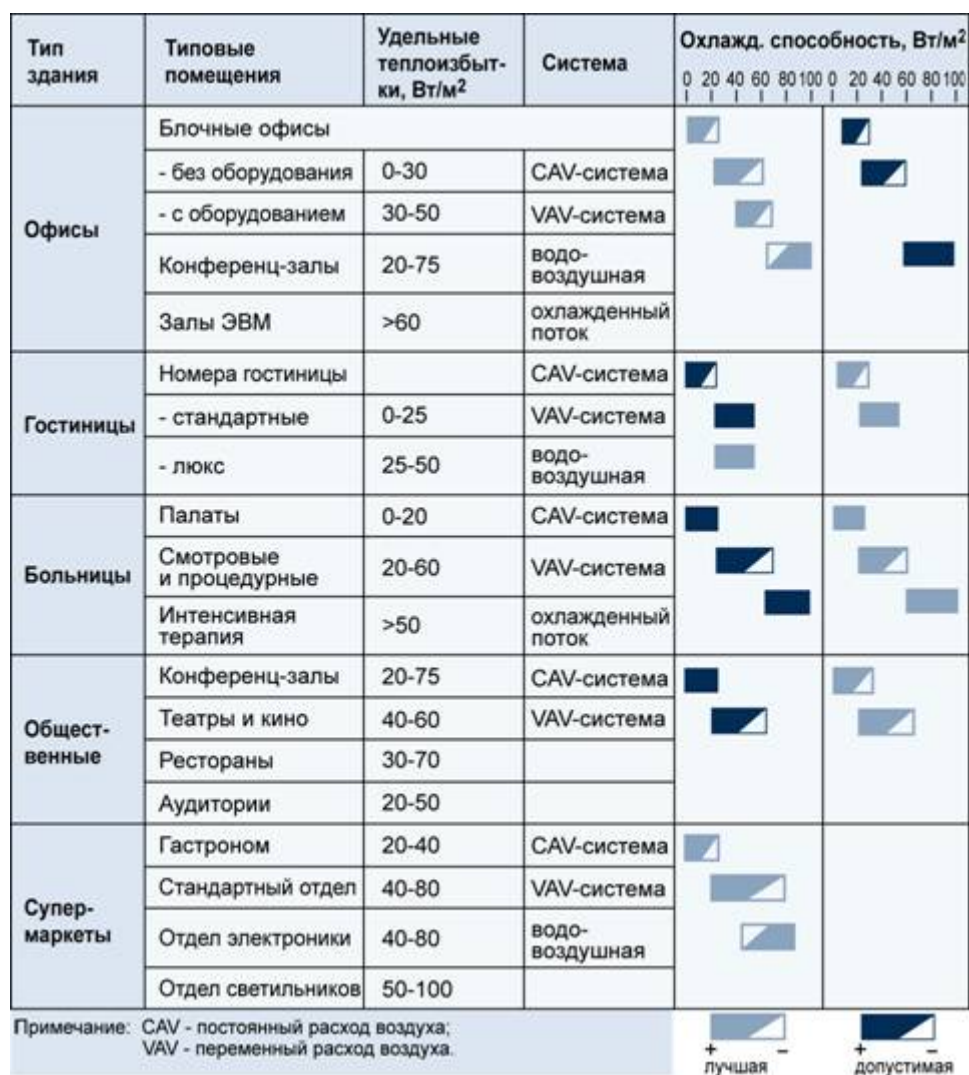 Тип здания
Типовые помещения
Удельные теплоизбыт-ки, Вт/м2
Система
Охлажд. способность, Вт/м2
0 20 40 60 80 100 0 20 40 60 80 100
Офисы
Блочные офисы
- без оборудования 0-30 CAV-система
- с оборудованием 30-50 VAV-система
Конференц-залы 20-75 водо-воздушная
Залы ЭВМ >60 охлажденный поток
Гостиницы
Номера гостиницы CAV-система
- стандартные 0-25 VAV-система
- люкс 25-50 водо-воздушная
Больницы
Палаты 0-20 CAV-система
Смотровые и процедурные 20-60 VAV-система
Интенсивная терапия >50 охлажденный поток
Общест-венные
Конференц-залы 20-75 CAV-система
Театры и кино 40-60 VAV-система
Рестораны 30-70
Аудитории 20-50
Супер-маркеты
Гастроном 20-40 CAV-система
Стандартный отдел 40-80 VAV-система
Отдел электроники 40-80 водо-воздушная
Отдел светильников 50-100
Примечание: CAV - постоянный расход воздуха;
VAV - переменный расход воздуха.
+ − + −
лучшая допустимая